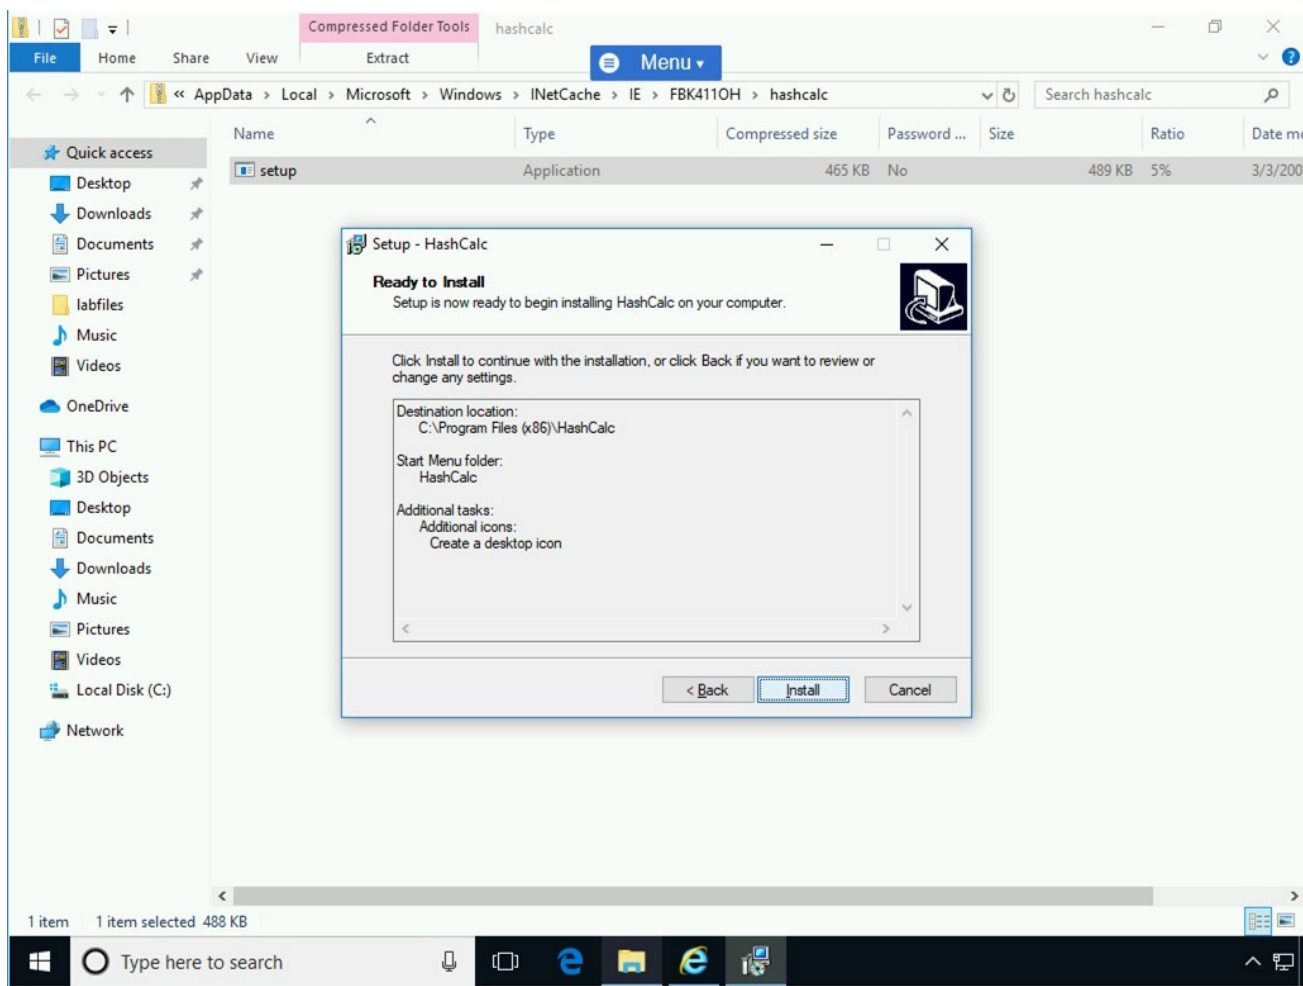 Compressed Folder Tools
hashcalc
File
Home
Share
View
Extract
Menu
?
« AppData > Local > Microsoft > Windows > INetCache > IE > FBK411OH > hashcalc
Search hashcalc
Name
Type
Compressed size
Password ...
Size
Ratio
Date mo
setup
Application
465 KB
No
489 KB
5%
3/3/200
Quick access
Desktop
Downloads
Documents
Pictures
labfiles
Music
Videos
OneDrive
This PC
3D Objects
Desktop
Documents
Downloads
Music
Pictures
Videos
Local Disk (C:)
Network
Setup - HashCalc
Ready to Install
Setup is now ready to begin installing HashCalc on your computer.
Click Install to continue with the installation, or click Back if you want to review or
change any settings.
Destination location:
C:\Program Files (x86)\HashCalc
Start Menu folder:
HashCalc
Additional tasks:
Additional icons:
Create a desktop icon
< Back
Install
Cancel
1 item
1 item selected 488 KB
Type here to search